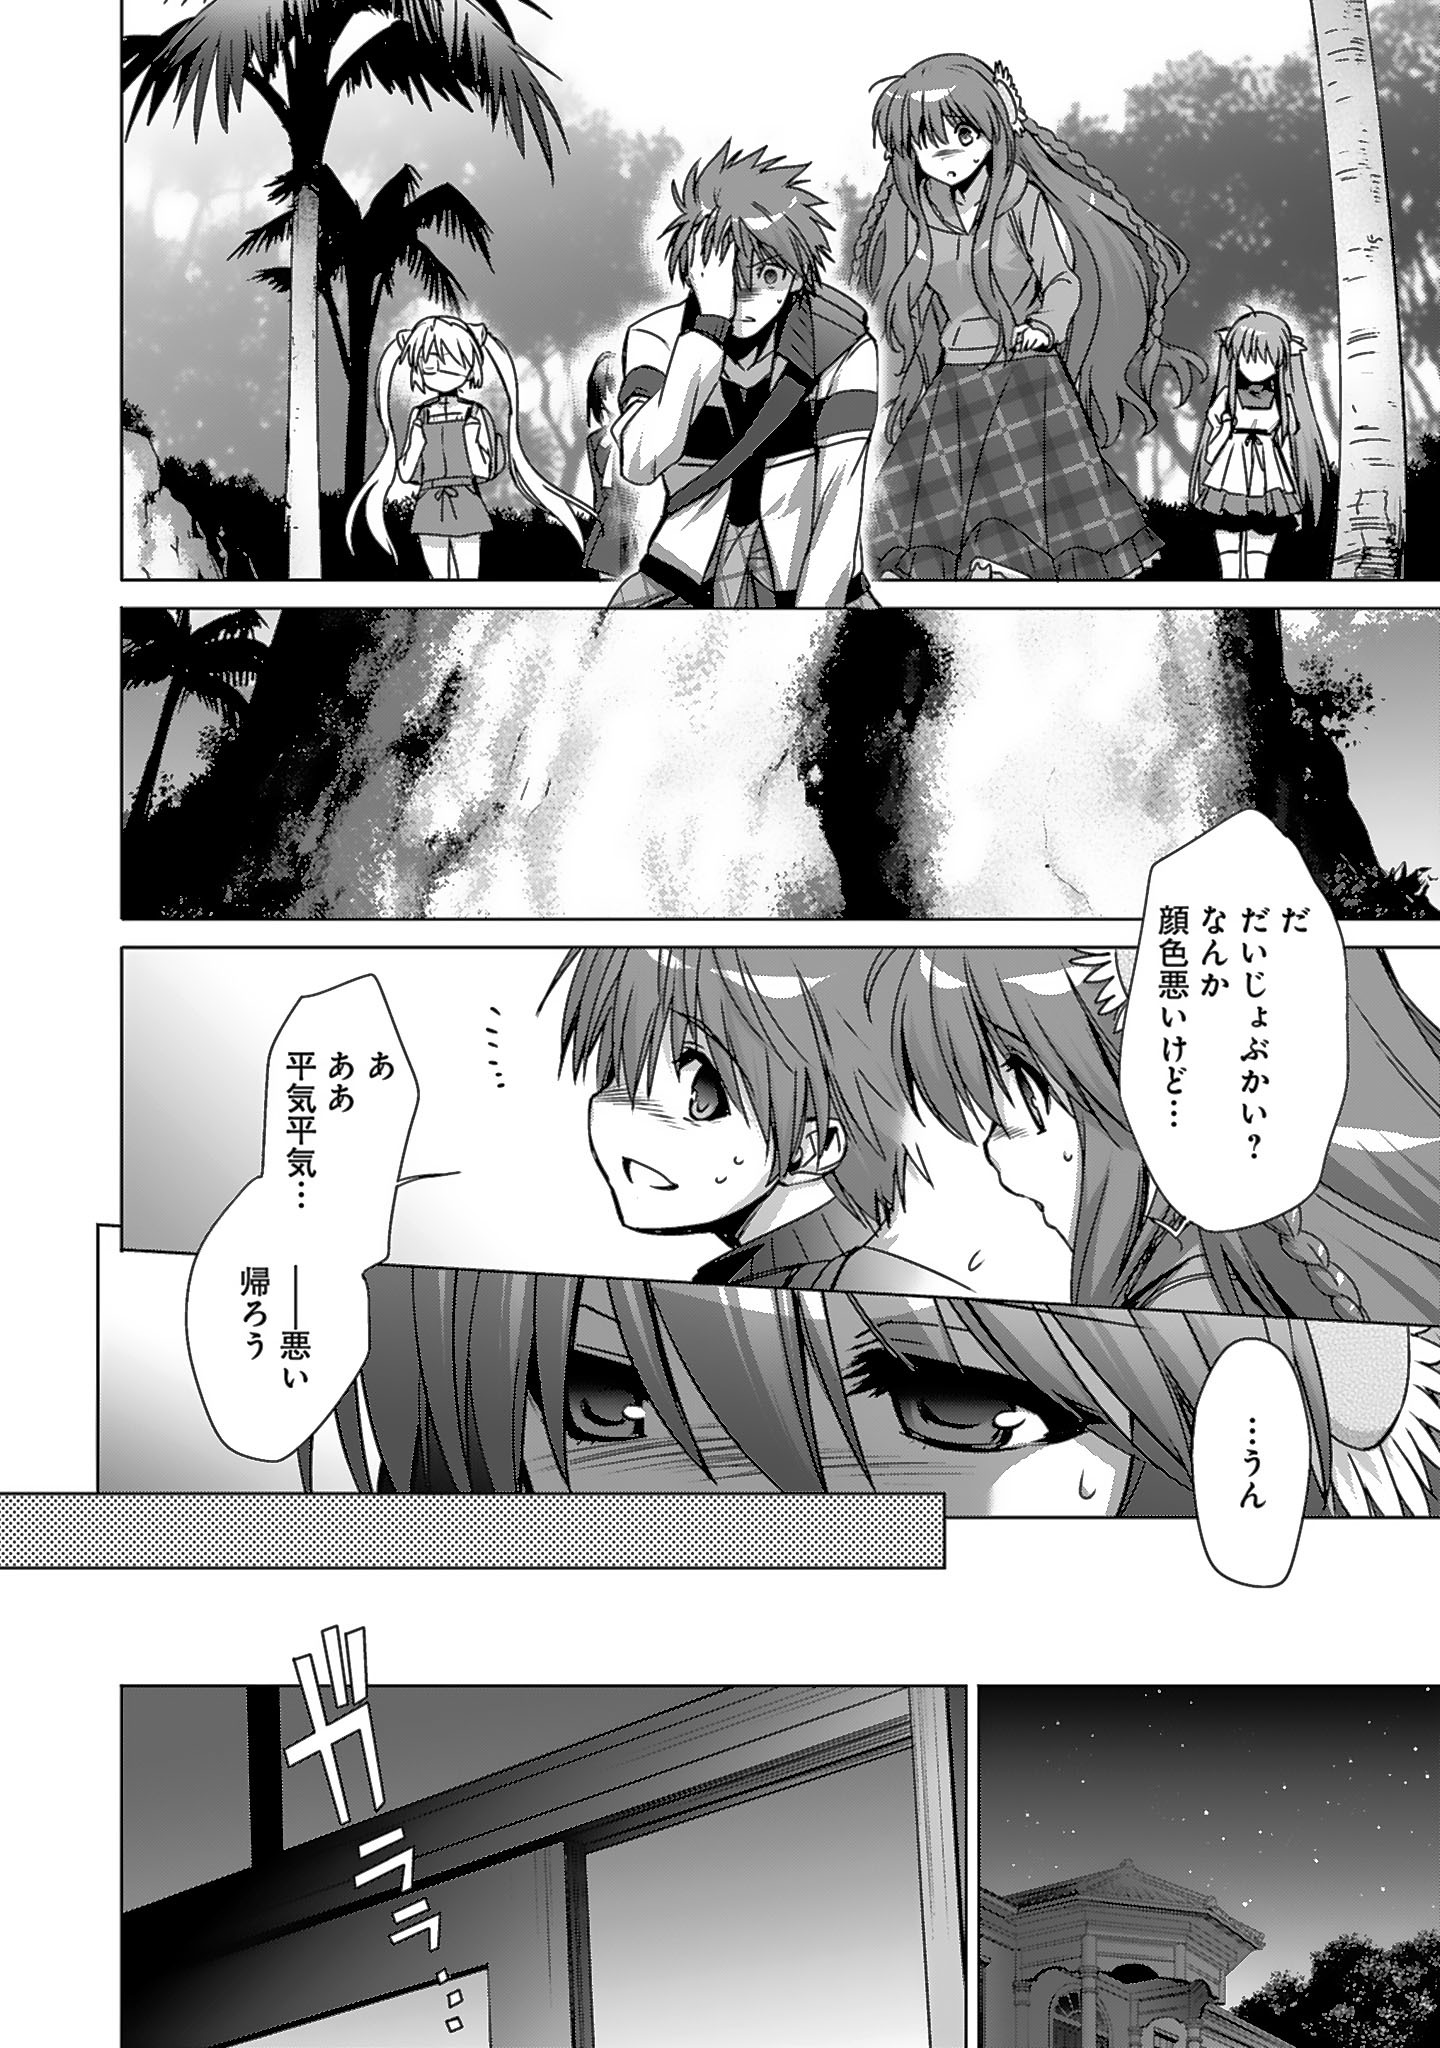 だ
だいじょぶかい？
なんか
顔色悪いけど…
あ
ああ
平気平気…
――悪い
帰ろう
…うん
ガララ…